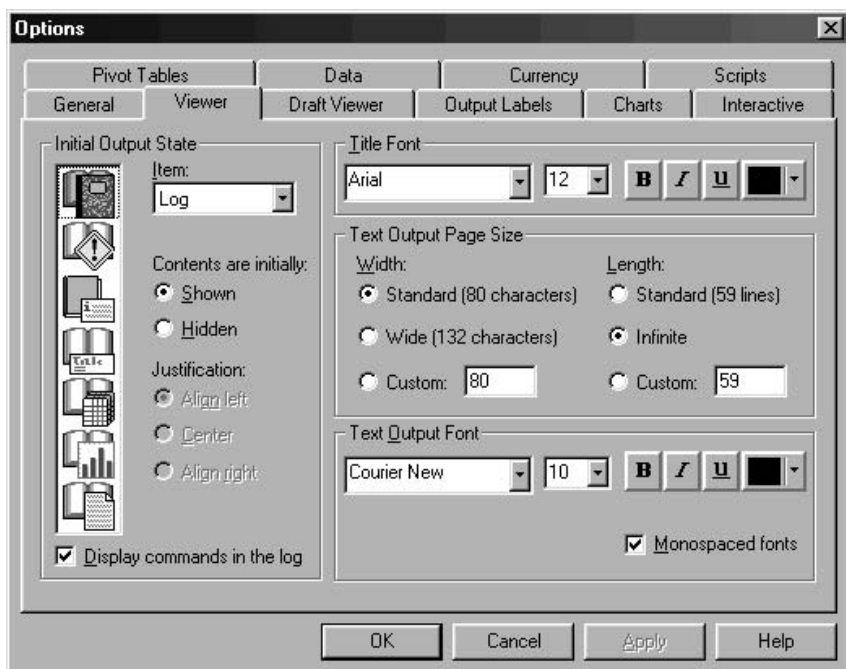 Options
Pivot Tables
Data
Currency
Scripts
General
Viewer
Draft Viewer
Output Labels
Charts
Interactive
Initial Output State
Item:
Log
Contents are initially:
Shown
Hidden
Justification:
Align left
Center
Align right
Display commands in the log
Title Font
Arial
12
B
I
U
Text Output Page Size
Width:
Standard (80 characters)
Wide (132 characters)
Custom: 80
Length:
Standard (59 lines)
Infinite
Custom: 59
Text Output Font
Courier New
10
B
I
U
Monospaced fonts
OK
Cancel
Apply
Help